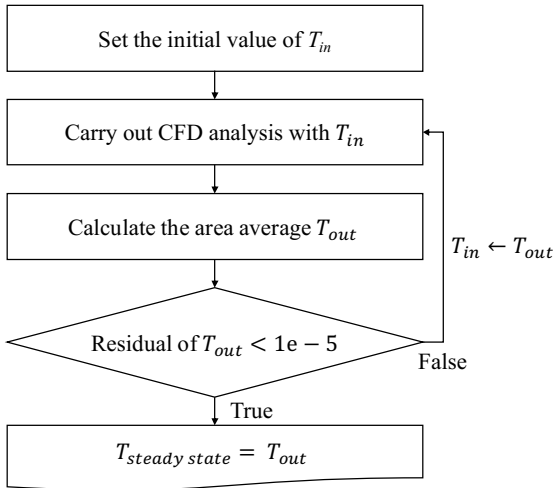 Set the initial value of T_in
Carry out CFD analysis with T_in
Calculate the area average T_out
T_in ← T_out
Residual of T_out < 1e − 5
False
True
T_steady state = T_out